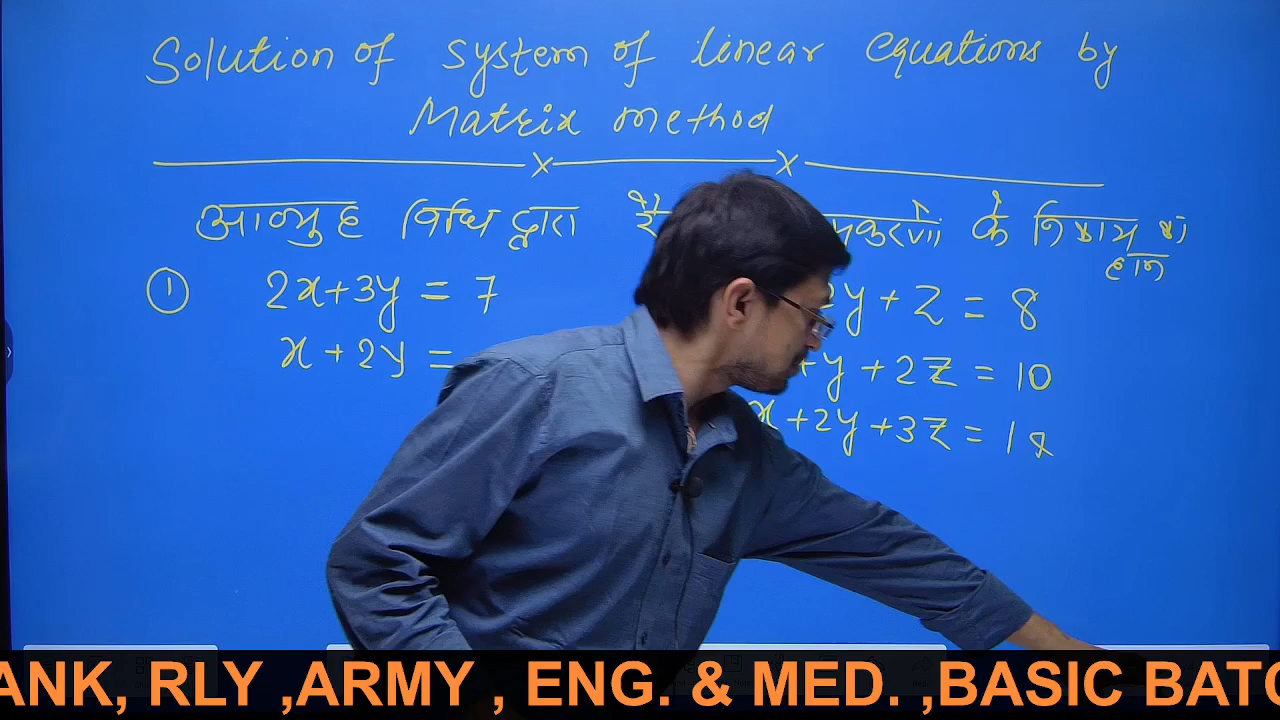 Solution of system of linear equations by
Matrix method
आव्यूह विधि द्वारा के निकाय का
हल
① 2x+3y = 7
x+2y =
y+z = 8
+y+2z = 10
x+2y+3z = 1
ANK, RLY ,ARMY , ENG. & MED. ,BASIC BATC